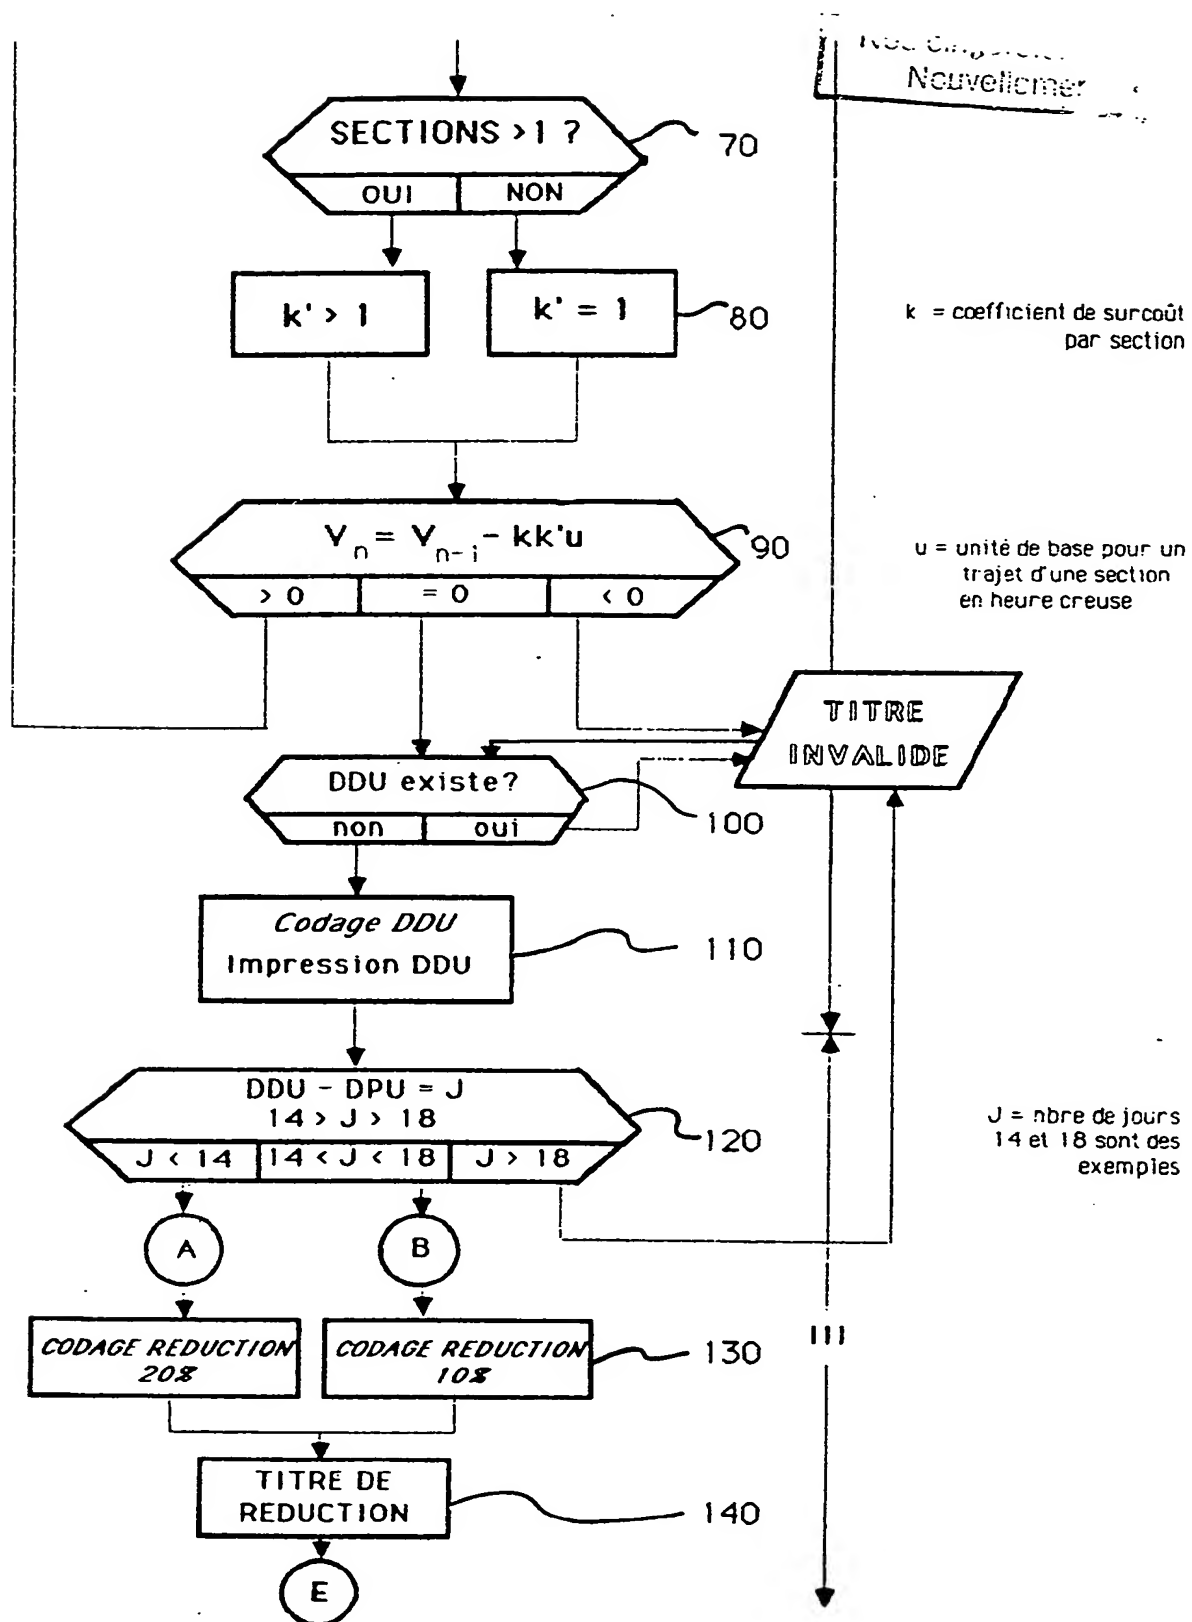 Nouvellemen
SECTIONS >1 ?
70
OUI
NON
k' > 1
k' = 1
80
k = coefficient de surcoût
par section
Vn = Vn-i - kk'u
90
> 0
= 0
< 0
u = unité de base pour un
trajet d'une section
en heure creuse
TITRE
INVALIDE
DDU existe?
100
non
oui
Codage DDU
Impression DDU
110
DDU - DPU = J
14 > J > 18
120
J < 14
14 < J < 18
J > 18
J = nbre de jours
14 et 18 sont des
exemples
A
B
CODAGE REDUCTION
20%
CODAGE REDUCTION
10%
130
III
TITRE DE
REDUCTION
140
E